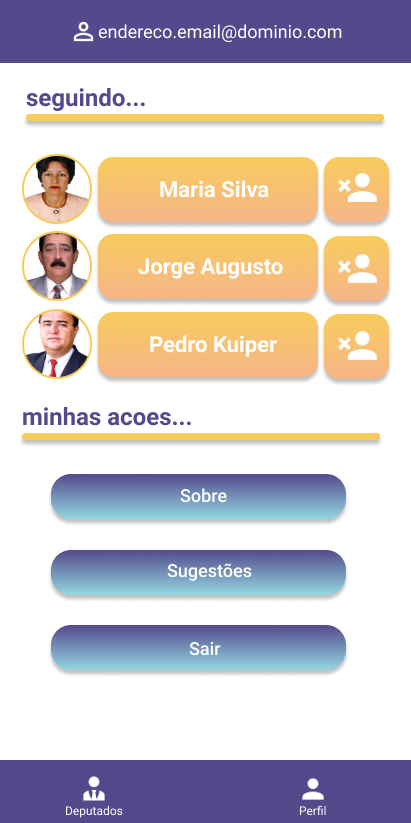 endereco.email@dominio.com
seguindo...
Maria Silva
Jorge Augusto
Pedro Kuiper
minhas acoes...
Sobre
Sugestões
Sair
Deputados
Perfil